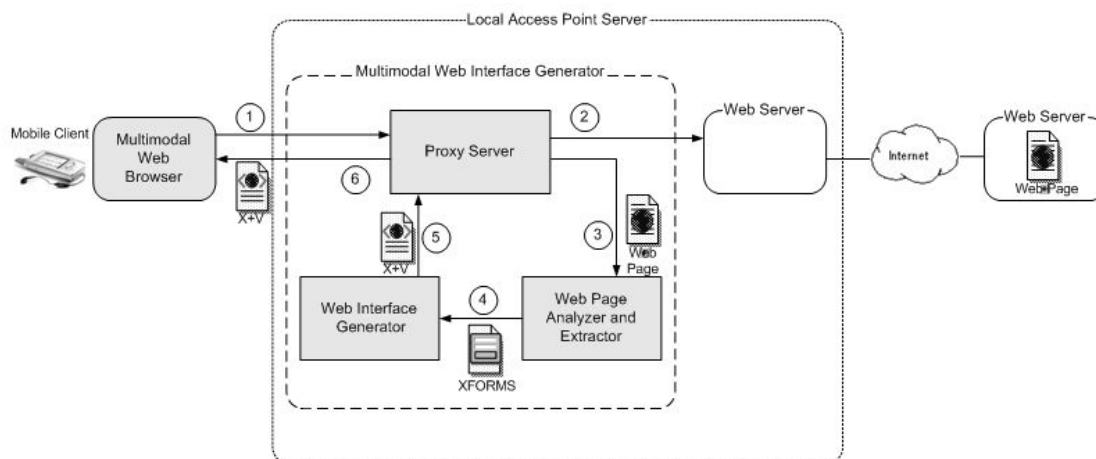 Local Access Point Server
Multimodal Web Interface Generator
Mobile Client
Multimodal
Web
Browser
1
6
X+V
Proxy Server
2
Web Server
Internet
Web Server
Web Page
5
X+V
3
Web
Page
Web Interface
Generator
4
XFORMS
Web Page
Analyzer and
Extractor